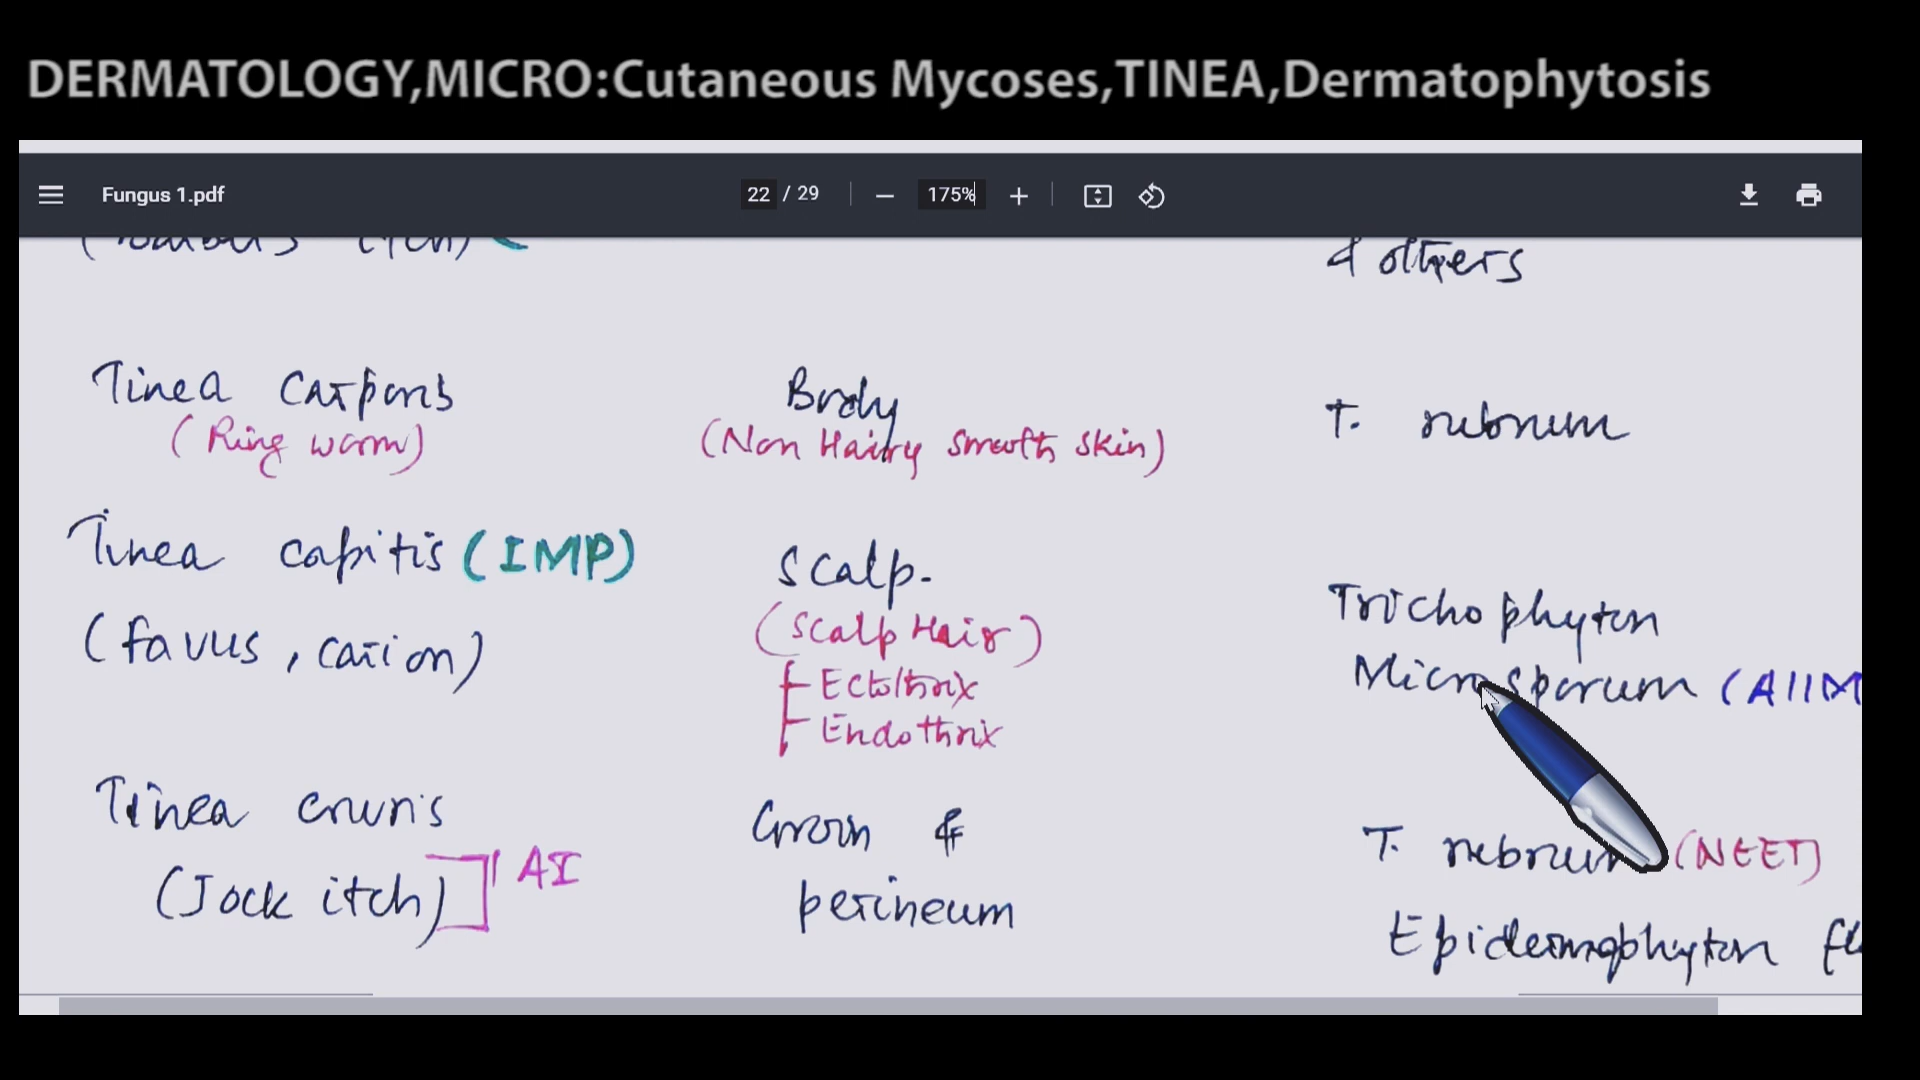 DERMATOLOGY,MICRO:Cutaneous Mycoses,TINEA,Dermatophytosis
Fungus 1.pdf 22 / 29 175%
itch) & others
Tinea Corporis Body T. rubrum
(Ring worm) (Non Hairy smooth skin)
Tinea capitis (IMP) Scalp.
(favus, carion) (Scalp Hair) Trichophyton
Ectothrix Microsporum (AIIM
Endothrix
Tinea cruris Groin & T. rubrum (NEET)
(Jock itch) AI perineum
Epidermophyton